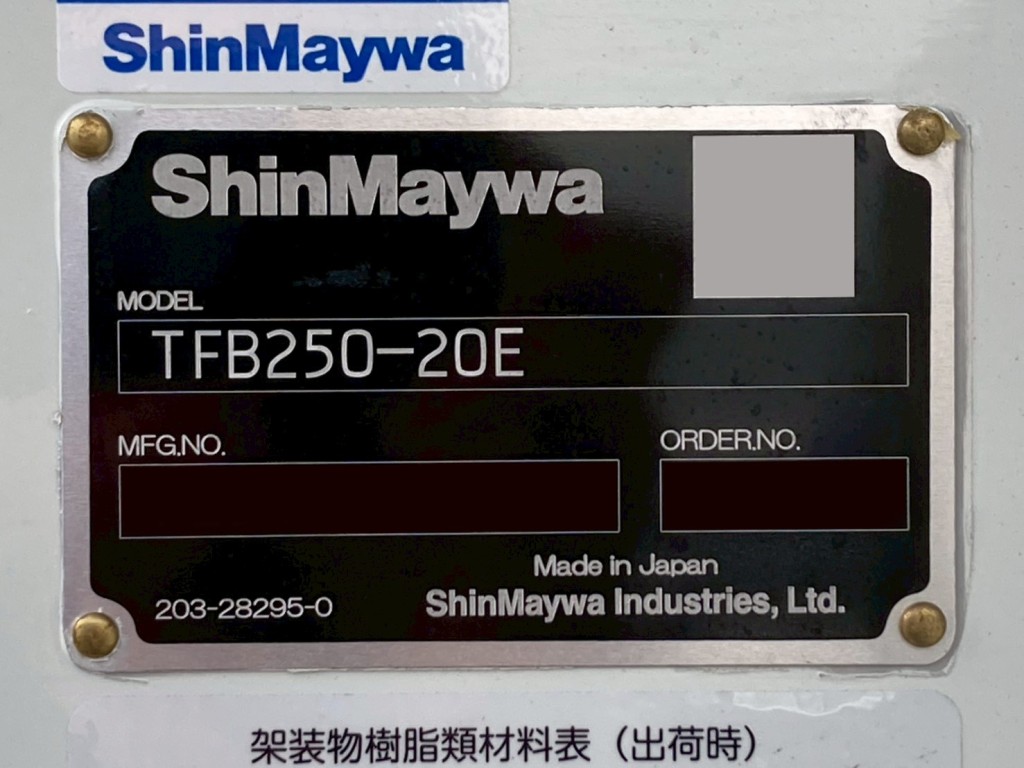 ShinMaywa
ShinMaywa
MODEL
TFB250-20E
MFG.NO.
ORDER.NO.
Made in Japan
203-28295-0
ShinMaywa Industries, Ltd.
架装物樹脂類材料表（出荷時）